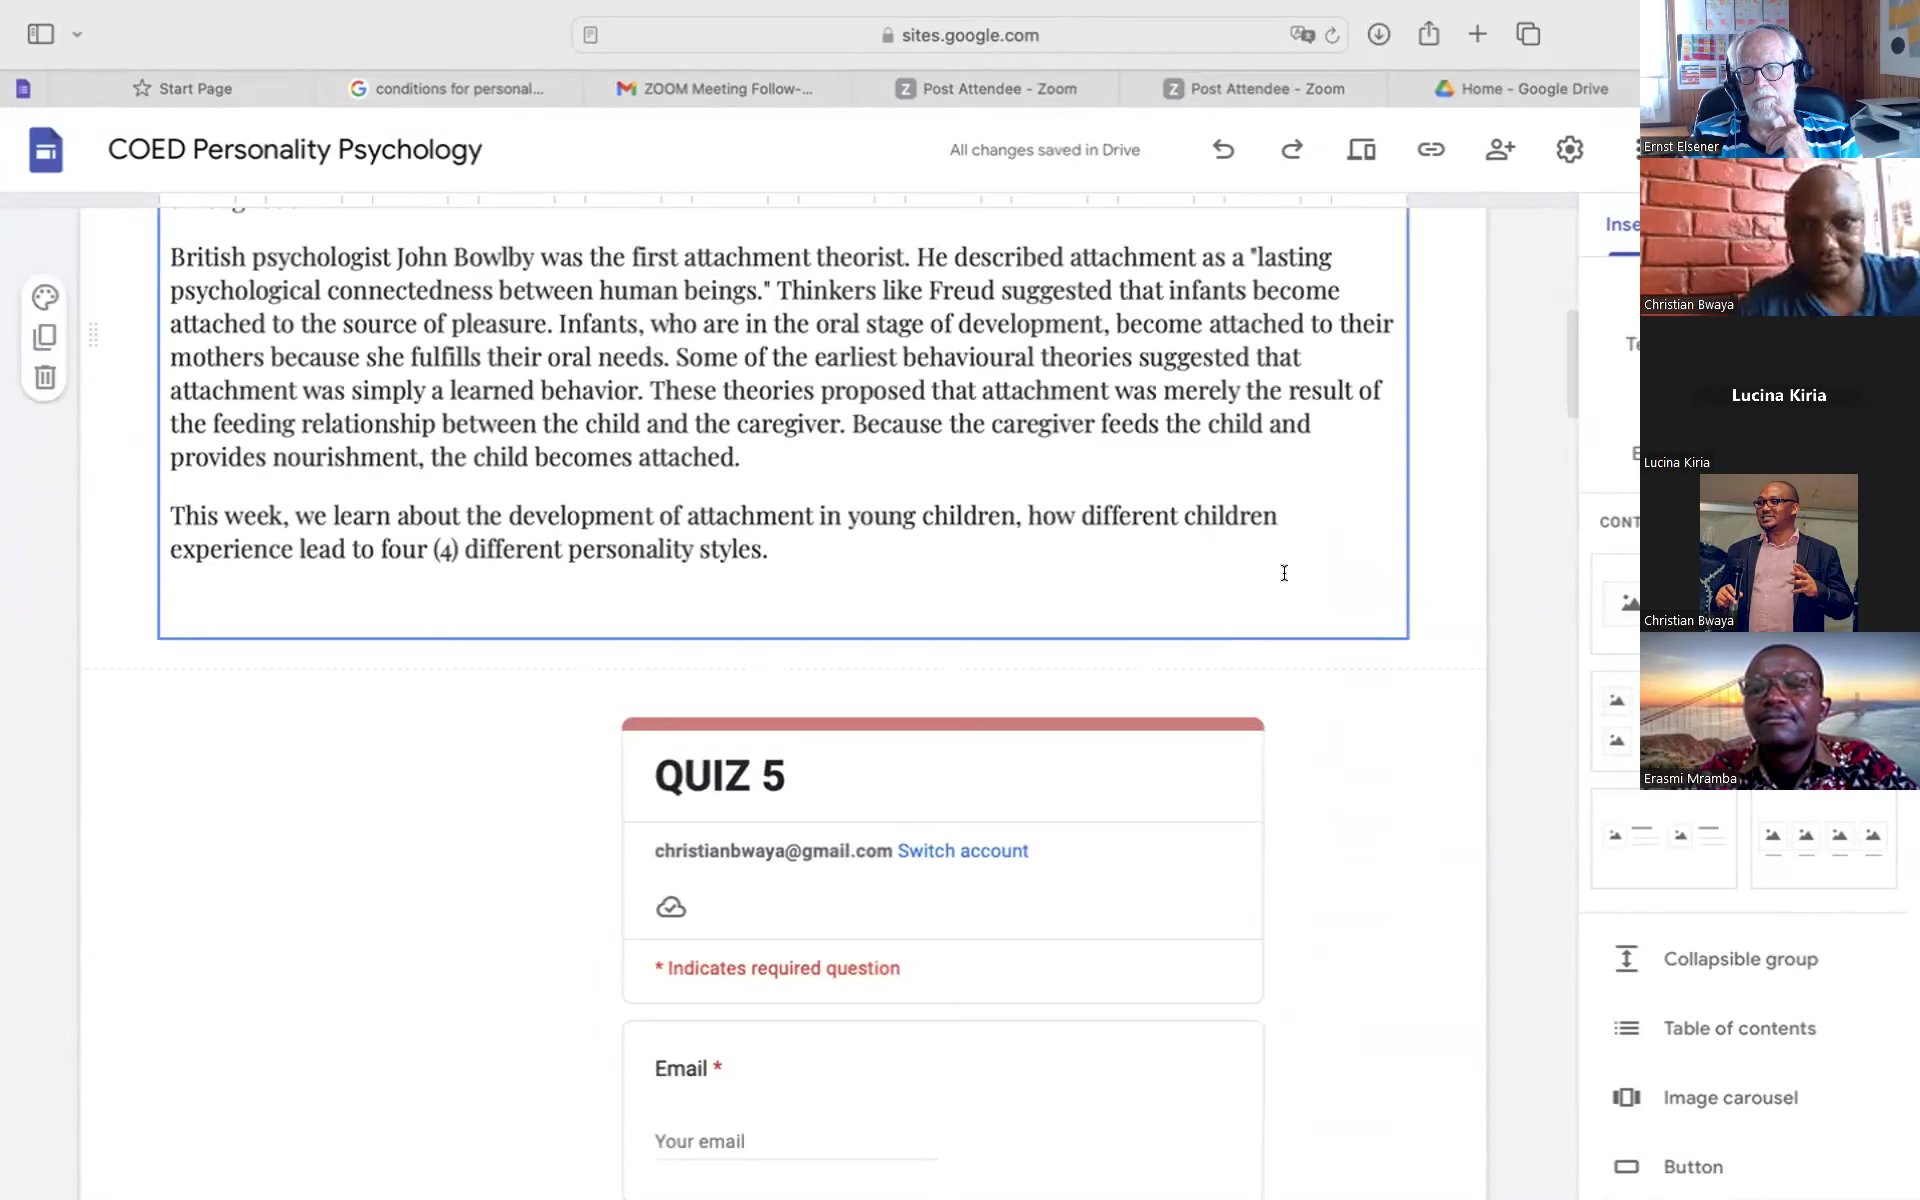 sites.google.com
Start Page
conditions for personal...
ZOOM Meeting Follow-...
Post Attendee - Zoom
Post Attendee - Zoom
Home - Google Drive
COED Personality Psychology
All changes saved in Drive
British psychologist John Bowlby was the first attachment theorist. He described attachment as a "lasting
psychological connectedness between human beings." Thinkers like Freud suggested that infants become
attached to the source of pleasure. Infants, who are in the oral stage of development, become attached to their
mothers because she fulfills their oral needs. Some of the earliest behavioural theories suggested that
attachment was simply a learned behavior. These theories proposed that attachment was merely the result of
the feeding relationship between the child and the caregiver. Because the caregiver feeds the child and
provides nourishment, the child becomes attached.
This week, we learn about the development of attachment in young children, how different children
experience lead to four (4) different personality styles.
QUIZ 5
christianbwaya@gmail.com Switch account
* Indicates required question
Email *
Your email
Inse
Te
CONT
Collapsible group
Table of contents
Image carousel
Button
Ernst Elsener
Christian Bwaya
Lucina Kiria
Lucina Kiria
Christian Bwaya
Erasmi Mramba